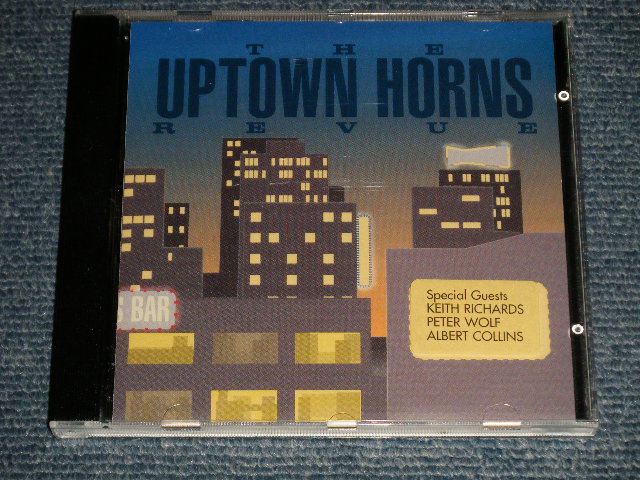 THE
UPTOWN HORNS
REVUE
S BAR
Special Guests
KEITH RICHARDS
PETER WOLF
ALBERT COLLINS